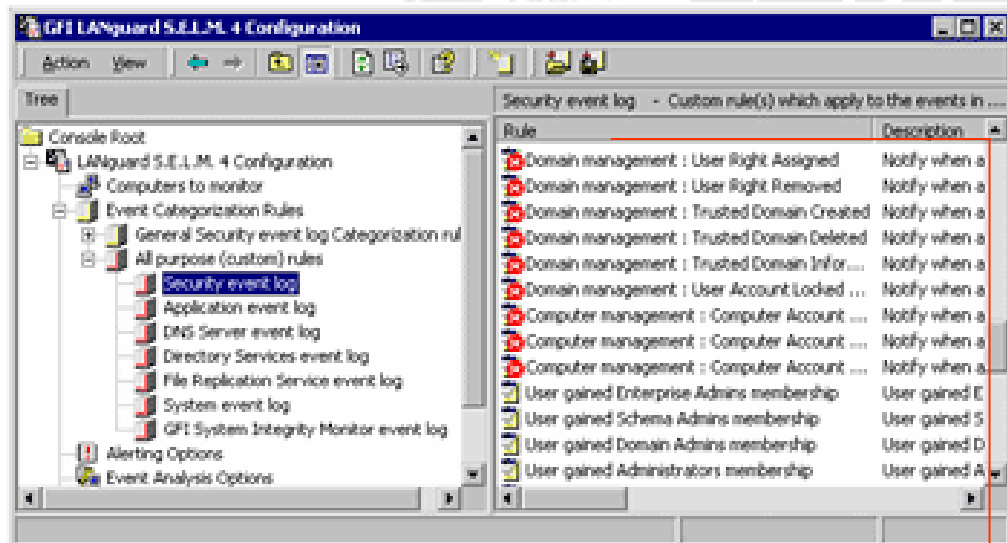 GFI LANguard S.E.L.M. 4 Configuration
Action View
Tree
Security event log - Custom rule(s) which apply to the events in ...
Console Root
LANguard S.E.L.M. 4 Configuration
Computers to monitor
Event Categorization Rules
General Security event log Categorization rul
All purpose (custom) rules
Security event log
Application event log
DNS Server event log
Directory Services event log
File Replication Service event log
System event log
GFI System Integrity Monitor event log
Alerting Options
Event Analysis Options
Rule Description
Domain management : User Right Assigned Notify when a
Domain management : User Right Removed Notify when a
Domain management : Trusted Domain Created Notify when a
Domain management : Trusted Domain Deleted Notify when a
Domain management : Trusted Domain Infor... Notify when a
Domain management : User Account Locked ... Notify when a
Computer management : Computer Account ... Notify when a
Computer management : Computer Account ... Notify when a
Computer management : Computer Account ... Notify when a
User gained Enterprise Admins membership User gained E
User gained Schema Admins membership User gained S
User gained Domain Admins membership User gained D
User gained Administrators membership User gained A